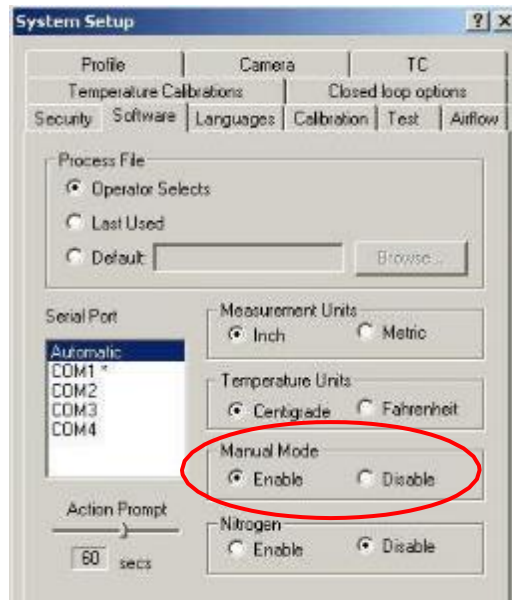 System Setup ? X
Profile Camera TC
Temperature Calibrations Closed loop options
Security Software Languages Calibration Test Airflow
Process File
Operator Selects
Last Used
Default: Browse...
Serial Port
Automatic
COM1 *
COM2
COM3
COM4
Measurement Units
Inch Metric
Temperature Units
Centigrade Fahrenheit
Manual Mode
Enable Disable
Action Prompt
60 secs
Nitrogen
Enable Disable